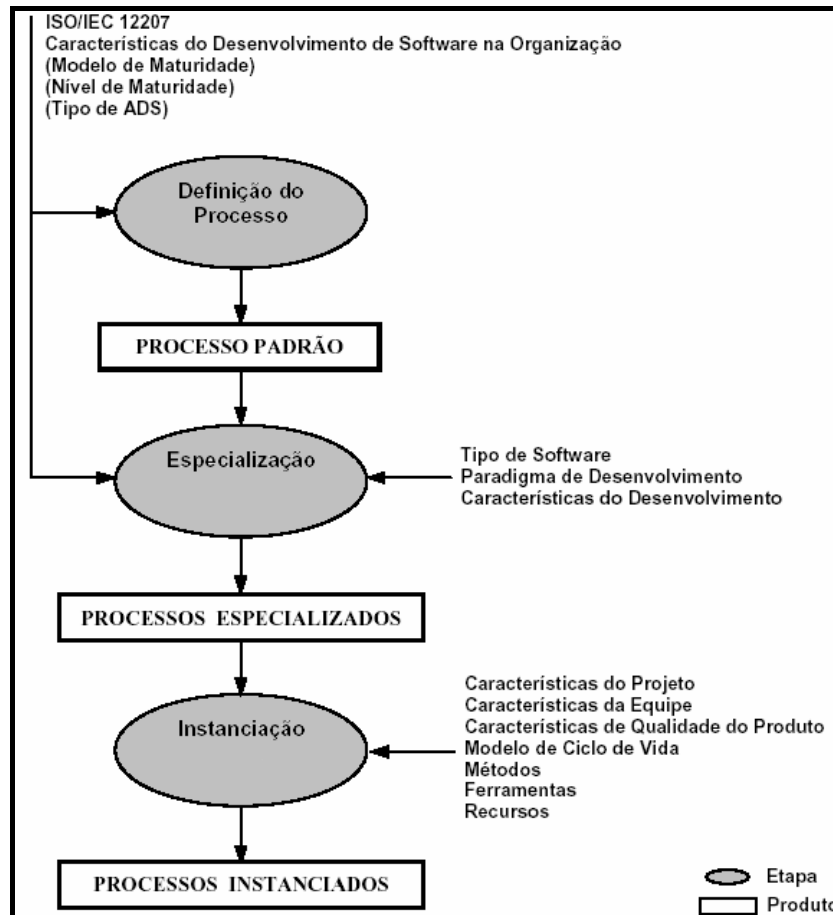 ISO/IEC 12207
Características do Desenvolvimento de Software na Organização
(Modelo de Maturidade)
(Nível de Maturidade)
(Tipo de ADS)
Definição do
Processo
PROCESSO PADRÃO
Especialização
Tipo de Software
Paradigma de Desenvolvimento
Características do Desenvolvimento
PROCESSOS ESPECIALIZADOS
Instanciação
Características do Projeto
Características da Equipe
Características de Qualidade do Produto
Modelo de Ciclo de Vida
Métodos
Ferramentas
Recursos
PROCESSOS INSTANCIADOS
Etapa
Produto